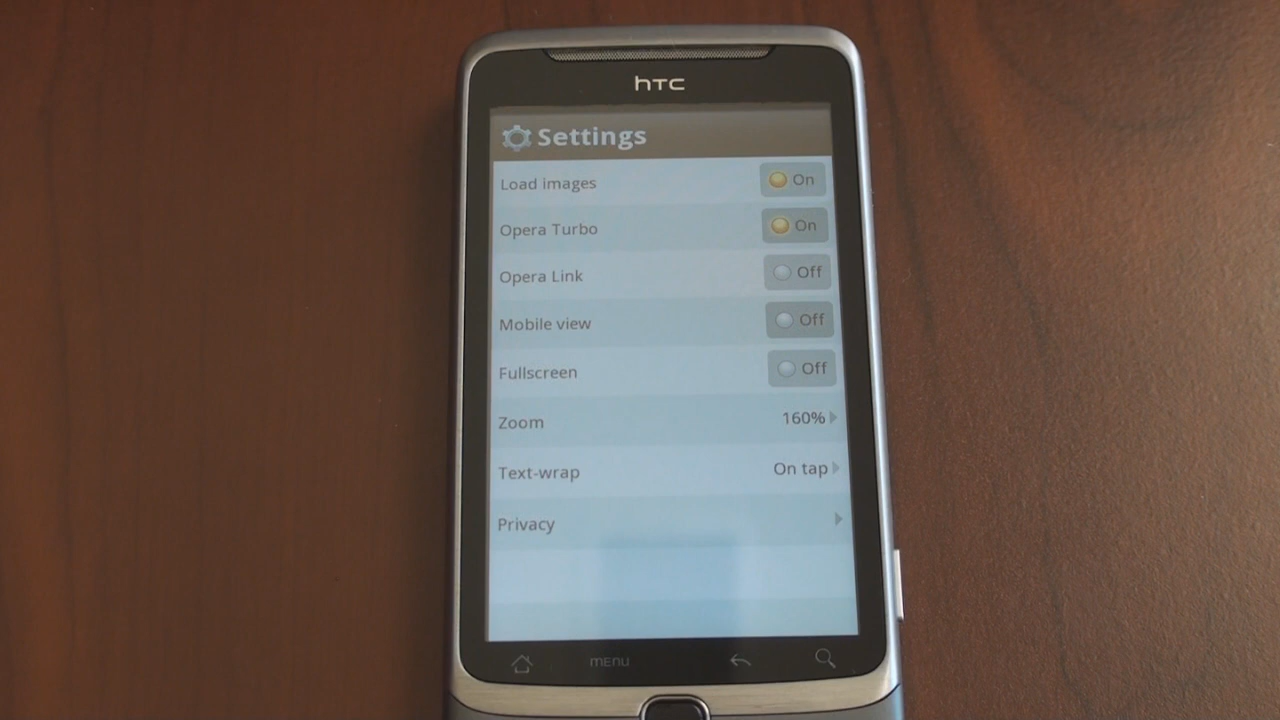 hTC
Settings
Load images On
Opera Turbo On
Opera Link Off
Mobile view Off
Fullscreen Off
Zoom 160%
Text-wrap On tap
Privacy
menu